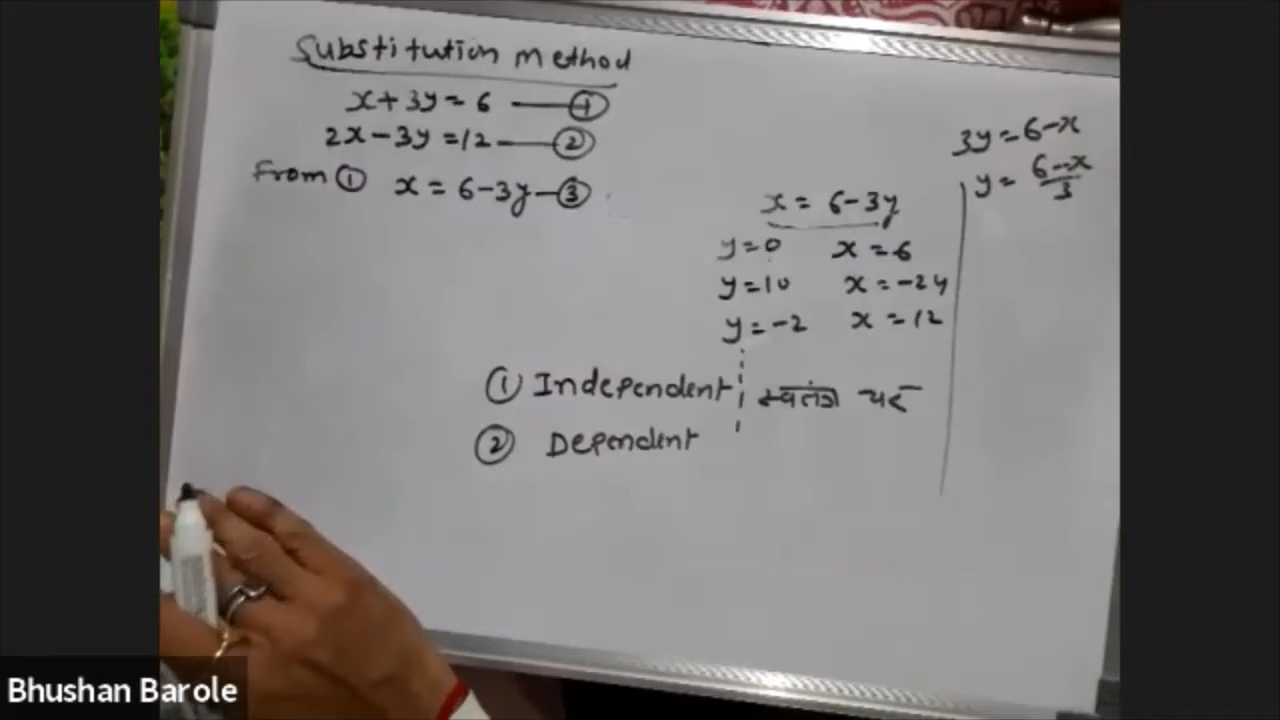 Substitution method
x+3y=6 —①
2x-3y=12—②
From ① x=6-3y—③
3y=6-x
y=6-x/3
x=6-3y
y=0 x=6
y=10 x=-24
y=-2 x=12
① Independent स्वतंत्र चर
② Dependent
Bhushan Barole